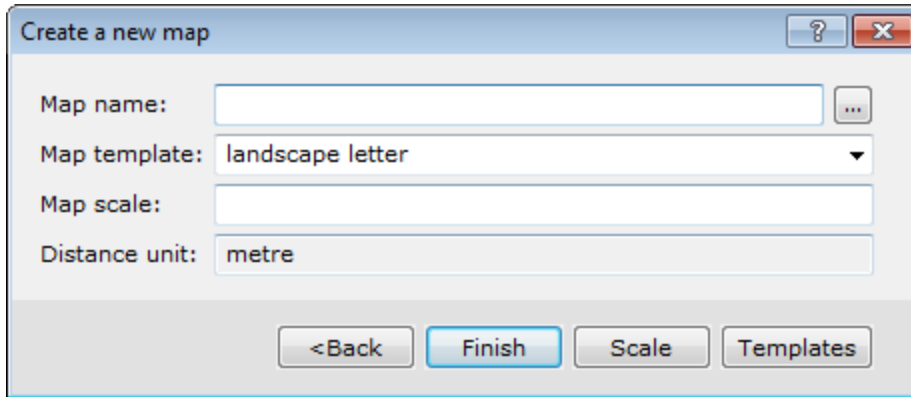 Create a new map ?
Map name: ...
Map template: landscape letter
Map scale:
Distance unit: metre
<Back Finish Scale Templates